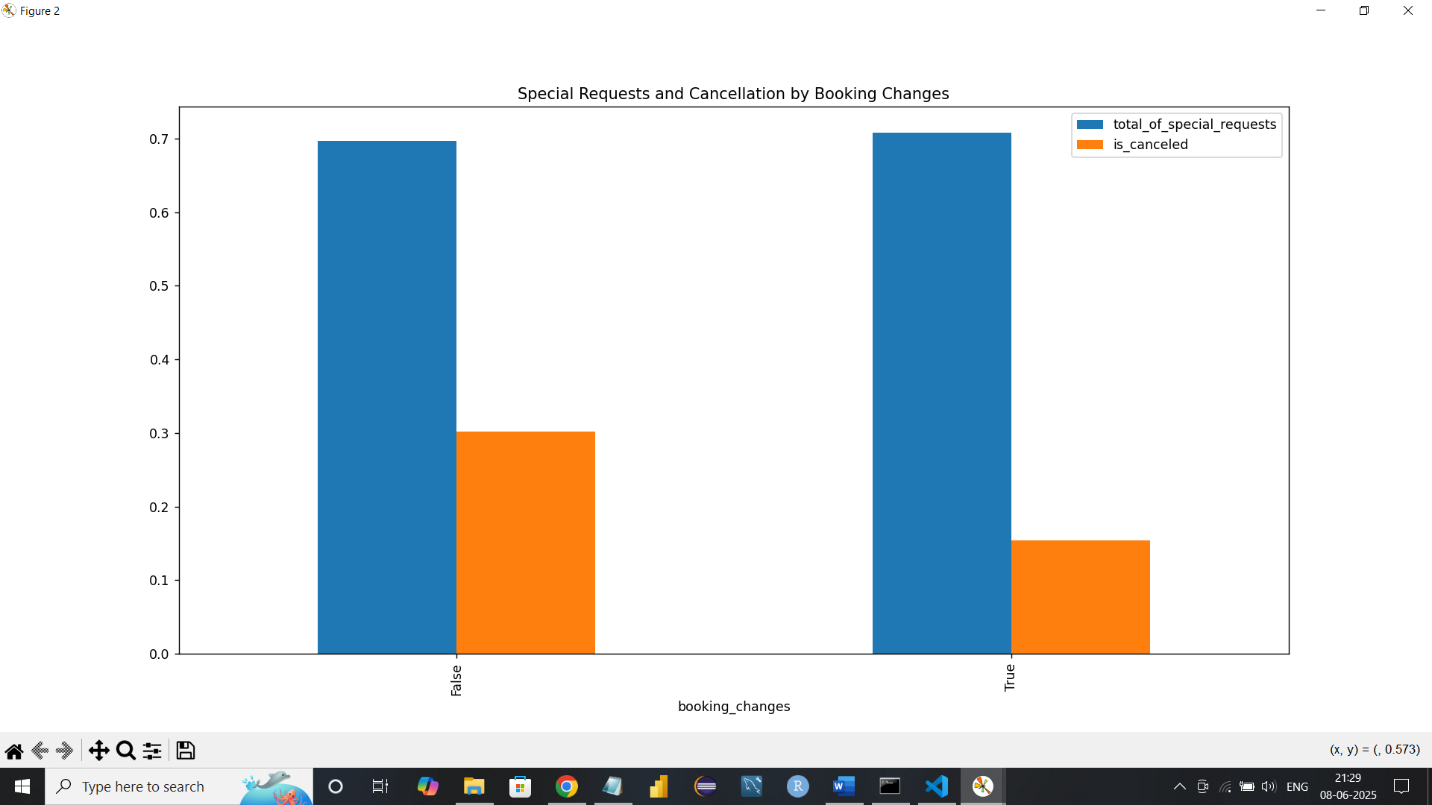 Figure 2
Special Requests and Cancellation by Booking Changes
total_of_special_requests
is_canceled
0.7
0.6
0.5
0.4
0.3
0.2
0.1
0.0
False
True
booking_changes
(x, y) = (, 0.573)
Type here to search
R
W
ENG
21:29
08-06-2025